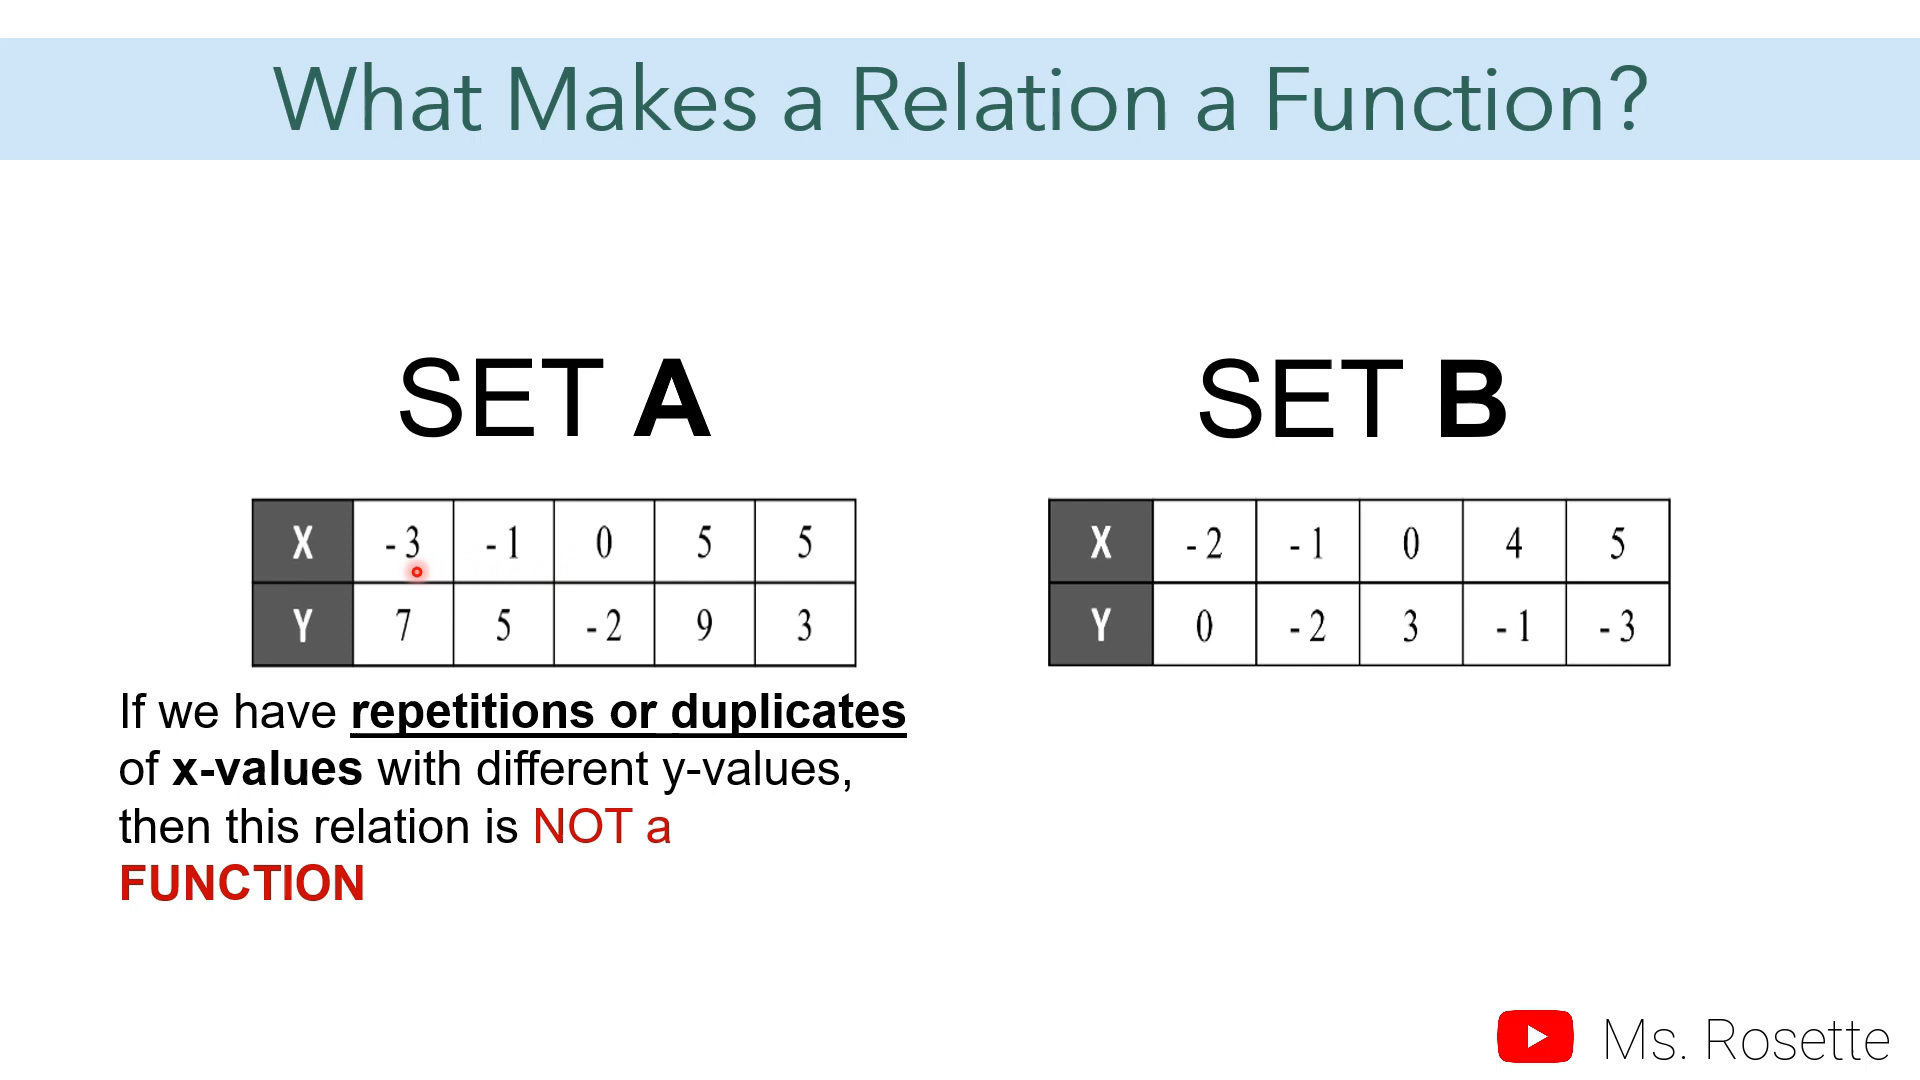 What Makes a Relation a Function?
SET A
X -3 -1 0 5 5
Y 7 5 -2 9 3
If we have repetitions or duplicates
of x-values with different y-values,
then this relation is NOT a
FUNCTION
SET B
X -2 -1 0 4 5
Y 0 -2 3 -1 -3
Ms. Rosette